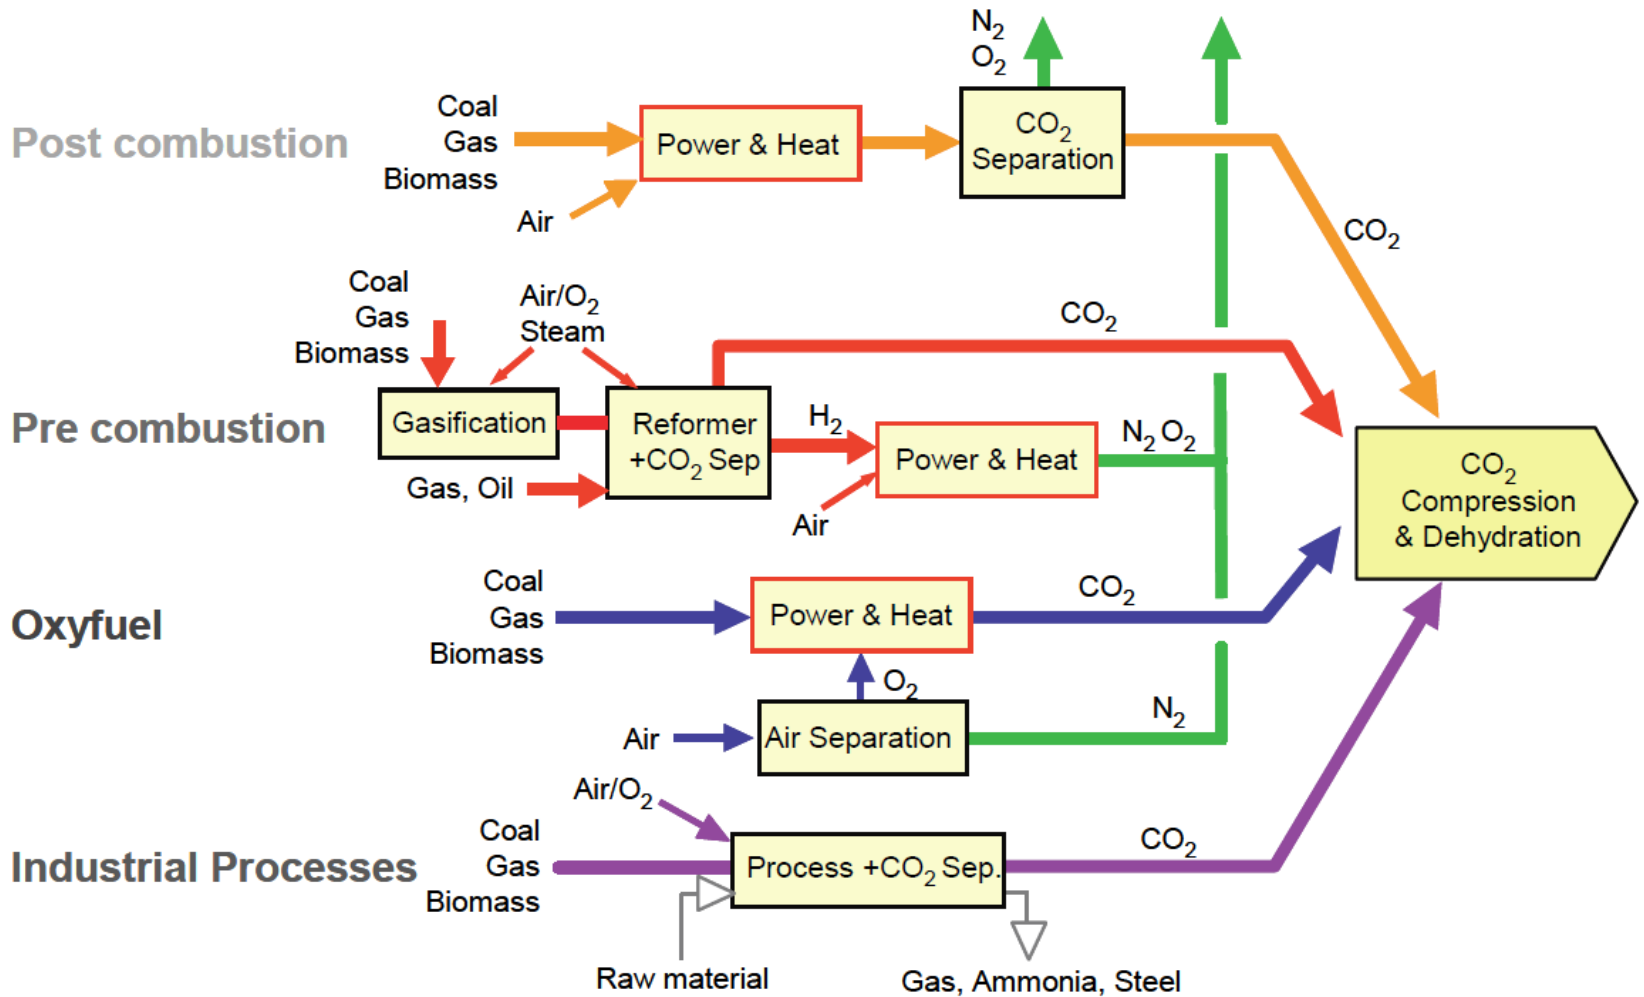 N₂
O₂
Post combustion
Coal
Gas
Biomass
Air
Power & Heat
CO₂
Separation
CO₂
Pre combustion
Coal
Gas
Biomass
Air/O₂
Steam
Gasification
Gas, Oil
Reformer
+CO₂ Sep
CO₂
H₂
Air
Power & Heat
N₂ O₂
CO₂
Compression
& Dehydration
Oxyfuel
Coal
Gas
Biomass
Power & Heat
CO₂
O₂
Air
Air Separation
N₂
Industrial Processes
Air/O₂
Coal
Gas
Biomass
Process +CO₂ Sep.
CO₂
Raw material
Gas, Ammonia, Steel